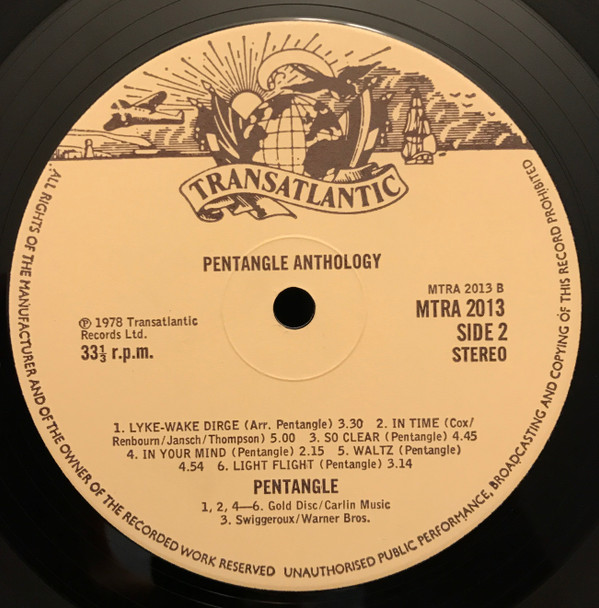 TRANSATLANTIC
PENTANGLE ANTHOLOGY
℗ 1978 Transatlantic
Records Ltd.
33⅓ r.p.m.
MTRA 2013 B
MTRA 2013
SIDE 2
STEREO
1. LYKE-WAKE DIRGE (Arr. Pentangle) 3.30 2. IN TIME (Cox/
Renbourn/Jansch/Thompson) 5.00 3. SO CLEAR (Pentangle) 4.45
4. IN YOUR MIND (Pentangle) 2.15 5. WALTZ (Pentangle)
4.54 6. LIGHT FLIGHT (Pentangle) 3.14
PENTANGLE
1, 2, 4—6. Gold Disc/Carlin Music
3. Swiggeroux/Warner Bros.
ALL RIGHTS OF THE MANUFACTURER AND OF THE OWNER OF THE RECORDED WORK RESERVED UNAUTHORISED PUBLIC PERFORMANCE, BROADCASTING AND COPYING OF THIS RECORD PROHIBITED